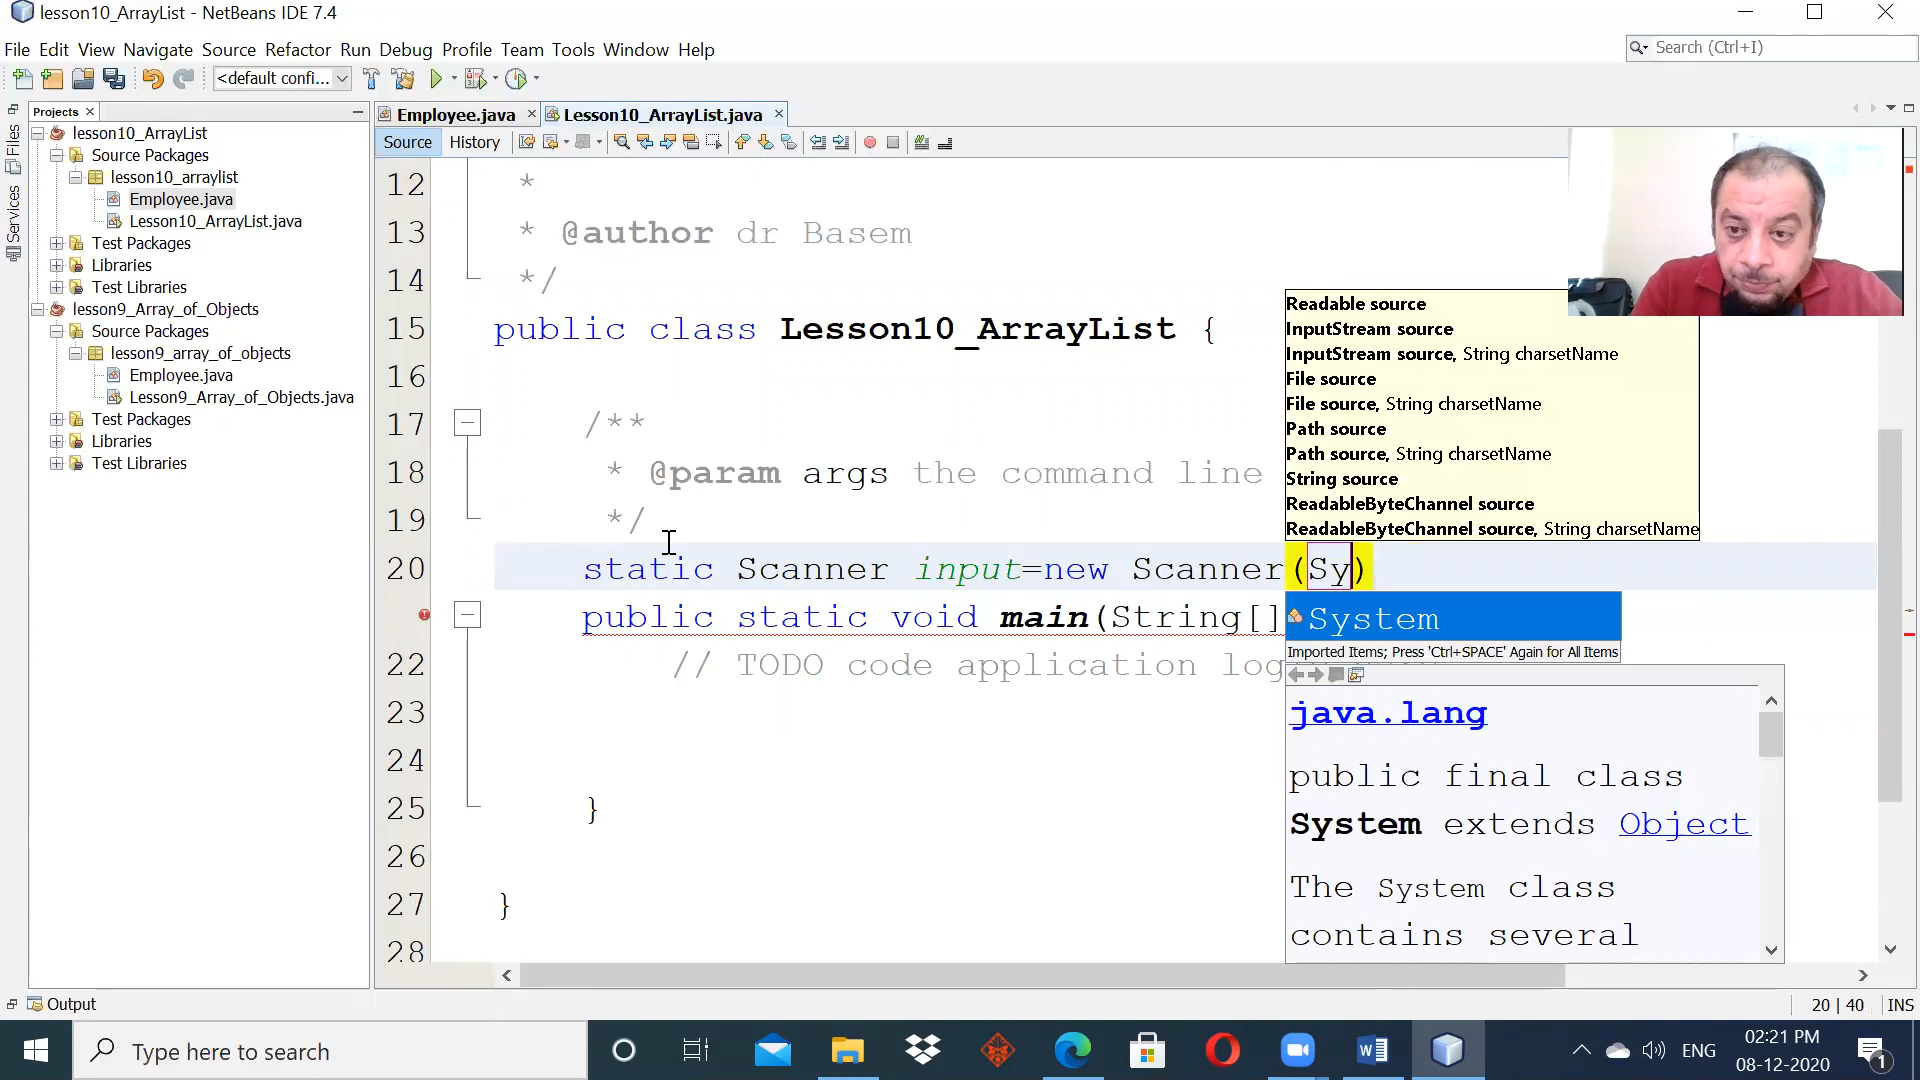 lesson10_ArrayList - NetBeans IDE 7.4
File Edit View Navigate Source Refactor Run Debug Profile Team Tools Window Help
Search (Ctrl+I)
<default confi...
Projects
Files
Services
lesson10_ArrayList
Source Packages
lesson10_arraylist
Employee.java
Lesson10_ArrayList.java
Test Packages
Libraries
Test Libraries
lesson9_Array_of_Objects
Source Packages
lesson9_array_of_objects
Employee.java
Lesson9_Array_of_Objects.java
Test Packages
Libraries
Test Libraries
Employee.java Lesson10_ArrayList.java
Source History
12 *
13 * @author dr Basem
14 */
15 public class Lesson10_ArrayList {
16
17 /**
18 * @param args the command line
19 */
20 static Scanner input=new Scanner(Sy)
public static void main(String[]
22 // TODO code application log
23
24
25 }
26
27 }
28
Readable source
InputStream source
InputStream source, String charsetName
File source
File source, String charsetName
Path source
Path source, String charsetName
String source
ReadableByteChannel source
ReadableByteChannel source, String charsetName
System
Imported Items; Press 'Ctrl+SPACE' Again for All Items
java.lang
public final class
System extends Object
The System class
contains several
Output
20 | 40 INS
Type here to search
ENG
02:21 PM
08-12-2020
1